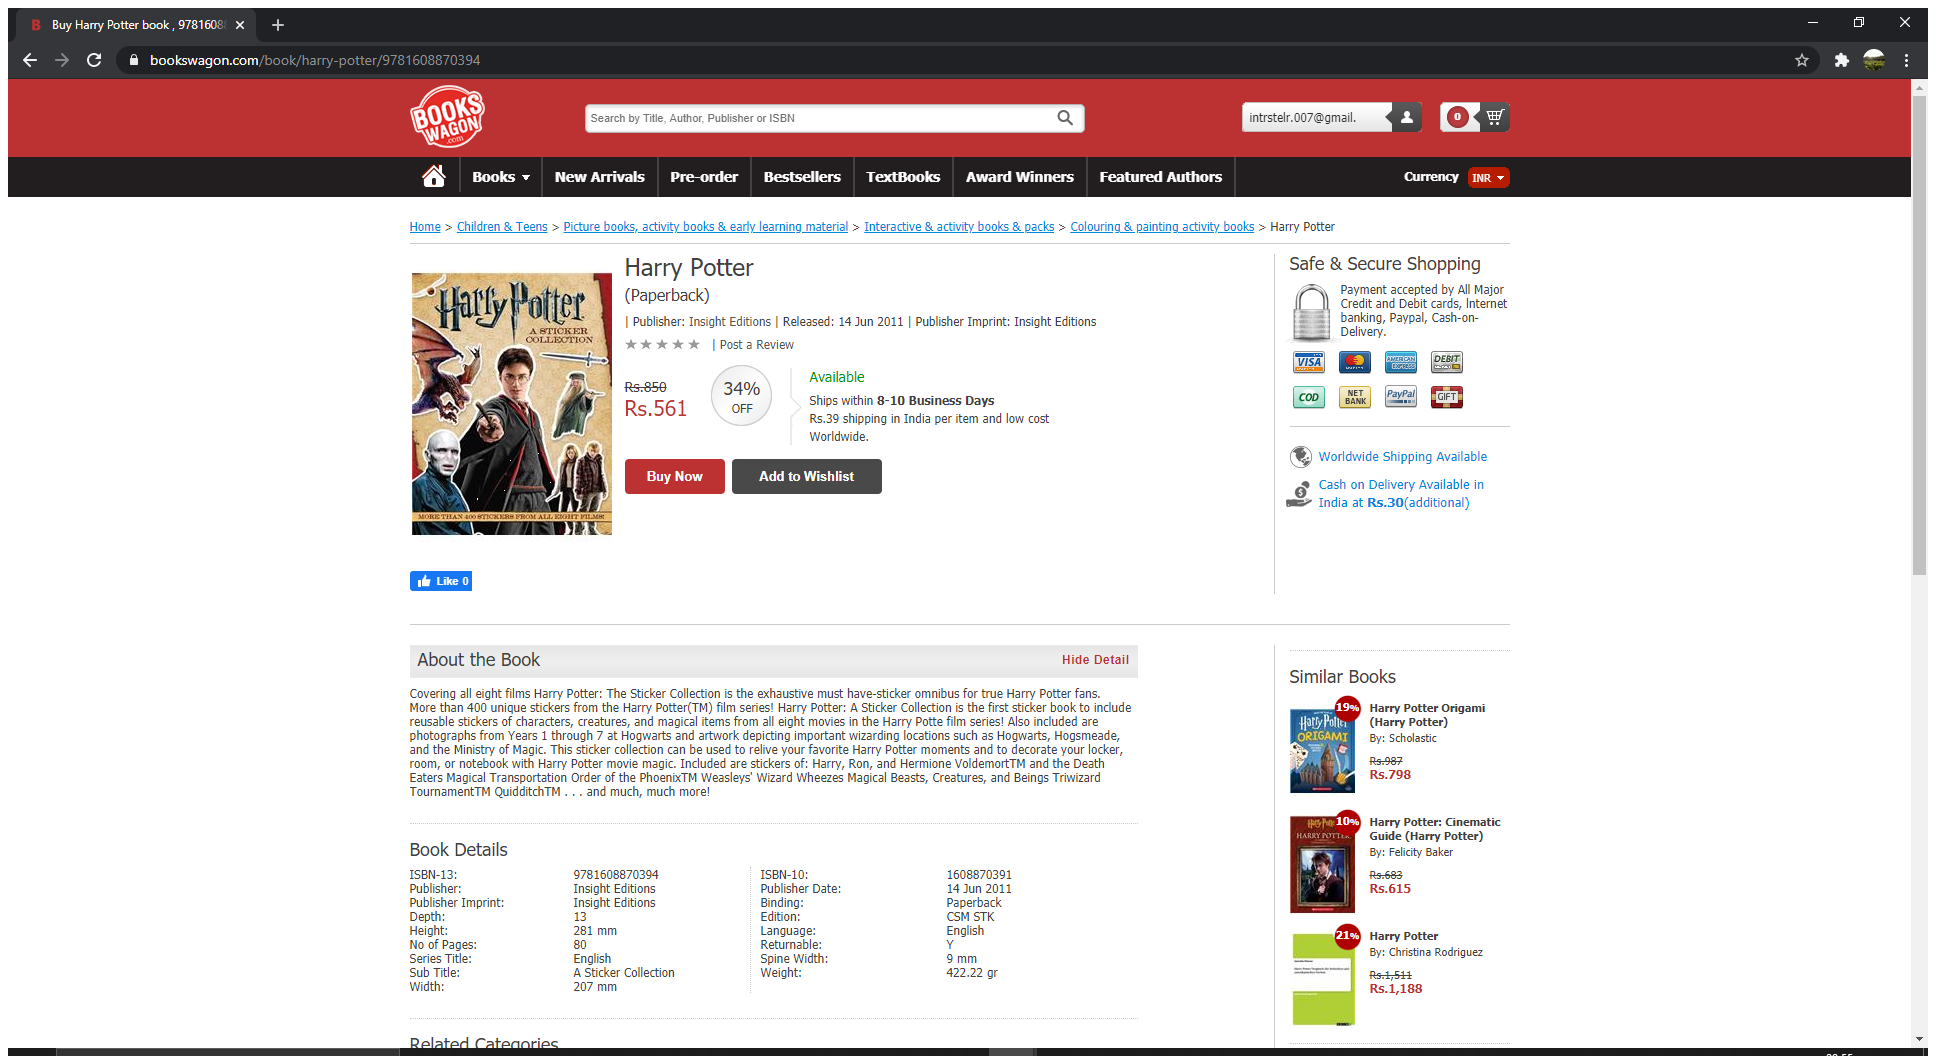 B Buy Harry Potter book , 9781608
bookswagon.com/book/harry-potter/9781608870394
BOOKS WAGON .com
Search by Title, Author, Publisher or ISBN
intrstelr.007@gmail.
0
Books
New Arrivals
Pre-order
Bestsellers
TextBooks
Award Winners
Featured Authors
Currency INR
Home > Children & Teens > Picture books, activity books & early learning material > Interactive & activity books & packs > Colouring & painting activity books > Harry Potter
Harry Potter
A STICKER
COLLECTION
MORE THAN 400 STICKERS FROM ALL EIGHT FILMS!
Like 0
Harry Potter
(Paperback)
| Publisher: Insight Editions | Released: 14 Jun 2011 | Publisher Imprint: Insight Editions
| Post a Review
Rs.850
Rs.561
34%
OFF
Available
Ships within 8-10 Business Days
Rs.39 shipping in India per item and low cost
Worldwide.
Buy Now
Add to Wishlist
Safe & Secure Shopping
Payment accepted by All Major
Credit and Debit cards, Internet
banking, Paypal, Cash-on-
Delivery.
VISA
AMERICAN EXPRESS
DEBIT
COD
NET BANK
PayPal
GIFT
Worldwide Shipping Available
Cash on Delivery Available in
India at Rs.30(additional)
About the Book
Hide Detail
Covering all eight films Harry Potter: The Sticker Collection is the exhaustive must have-sticker omnibus for true Harry Potter fans.
More than 400 unique stickers from the Harry Potter(TM) film series! Harry Potter: A Sticker Collection is the first sticker book to include
reusable stickers of characters, creatures, and magical items from all eight movies in the Harry Potte film series! Also included are
photographs from Years 1 through 7 at Hogwarts and artwork depicting important wizarding locations such as Hogwarts, Hogsmeade,
and the Ministry of Magic. This sticker collection can be used to relive your favorite Harry Potter moments and to decorate your locker,
room, or notebook with Harry Potter movie magic. Included are stickers of: Harry, Ron, and Hermione VoldemortTM and the Death
Eaters Magical Transportation Order of the PhoenixTM Weasleys' Wizard Wheezes Magical Beasts, Creatures, and Beings Triwizard
TournamentTM QuidditchTM . . . and much, much more!
Book Details
ISBN-13: 9781608870394
Publisher: Insight Editions
Publisher Imprint: Insight Editions
Depth: 13
Height: 281 mm
No of Pages: 80
Series Title: English
Sub Title: A Sticker Collection
Width: 207 mm
ISBN-10: 1608870391
Publisher Date: 14 Jun 2011
Binding: Paperback
Edition: CSM STK
Language: English
Returnable: Y
Spine Width: 9 mm
Weight: 422.22 gr
Related Categories
Similar Books
19%
Harry Potter
ORIGAMI
Harry Potter Origami
(Harry Potter)
By: Scholastic
Rs.987
Rs.798
10%
HARRY POTTER
Harry Potter: Cinematic
Guide (Harry Potter)
By: Felicity Baker
Rs.683
Rs.615
21%
Harry Potter
By: Christina Rodriguez
Rs.1,511
Rs.1,188